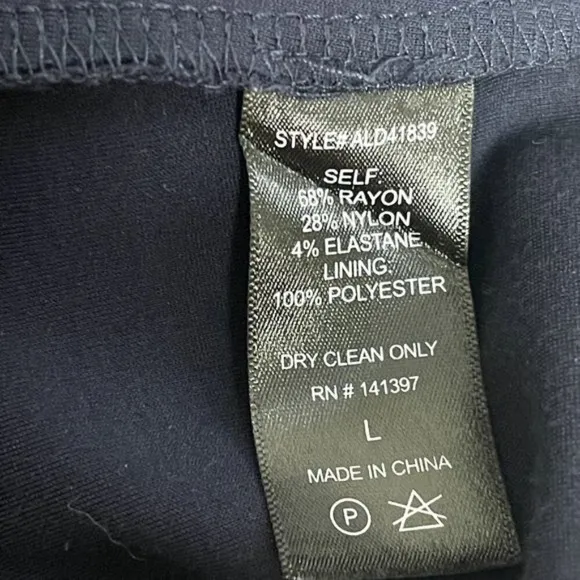 STYLE# ALD41839
SELF:
68% RAYON
28% NYLON
4% ELASTANE
LINING:
100% POLYESTER
DRY CLEAN ONLY
RN # 141397
L
MADE IN CHINA
P